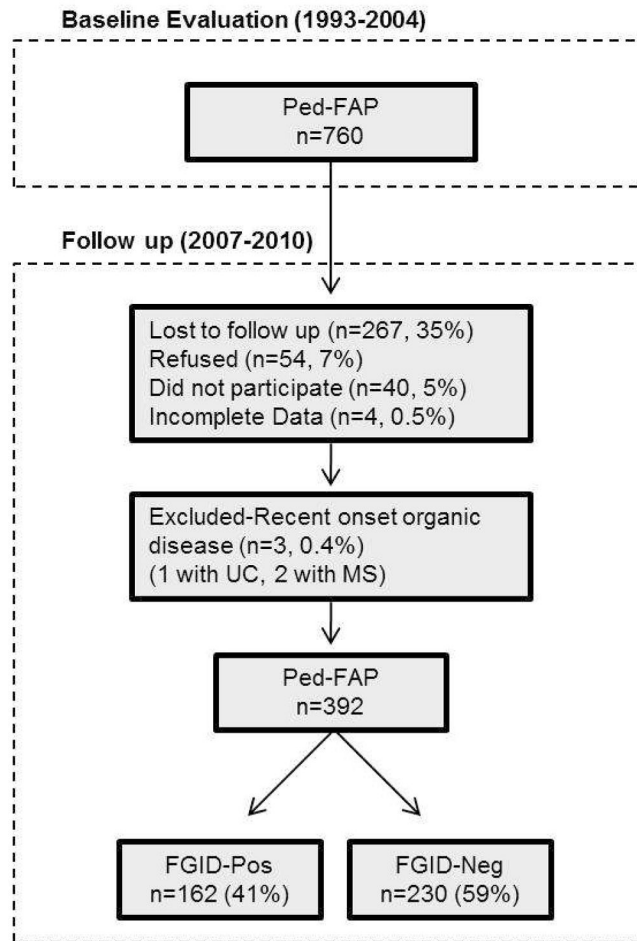 Baseline Evaluation (1993-2004)
Ped-FAP
n=760
Follow up (2007-2010)
Lost to follow up (n=267, 35%)
Refused (n=54, 7%)
Did not participate (n=40, 5%)
Incomplete Data (n=4, 0.5%)
Excluded-Recent onset organic
disease (n=3, 0.4%)
(1 with UC, 2 with MS)
Ped-FAP
n=392
FGID-Pos
n=162 (41%)
FGID-Neg
n=230 (59%)